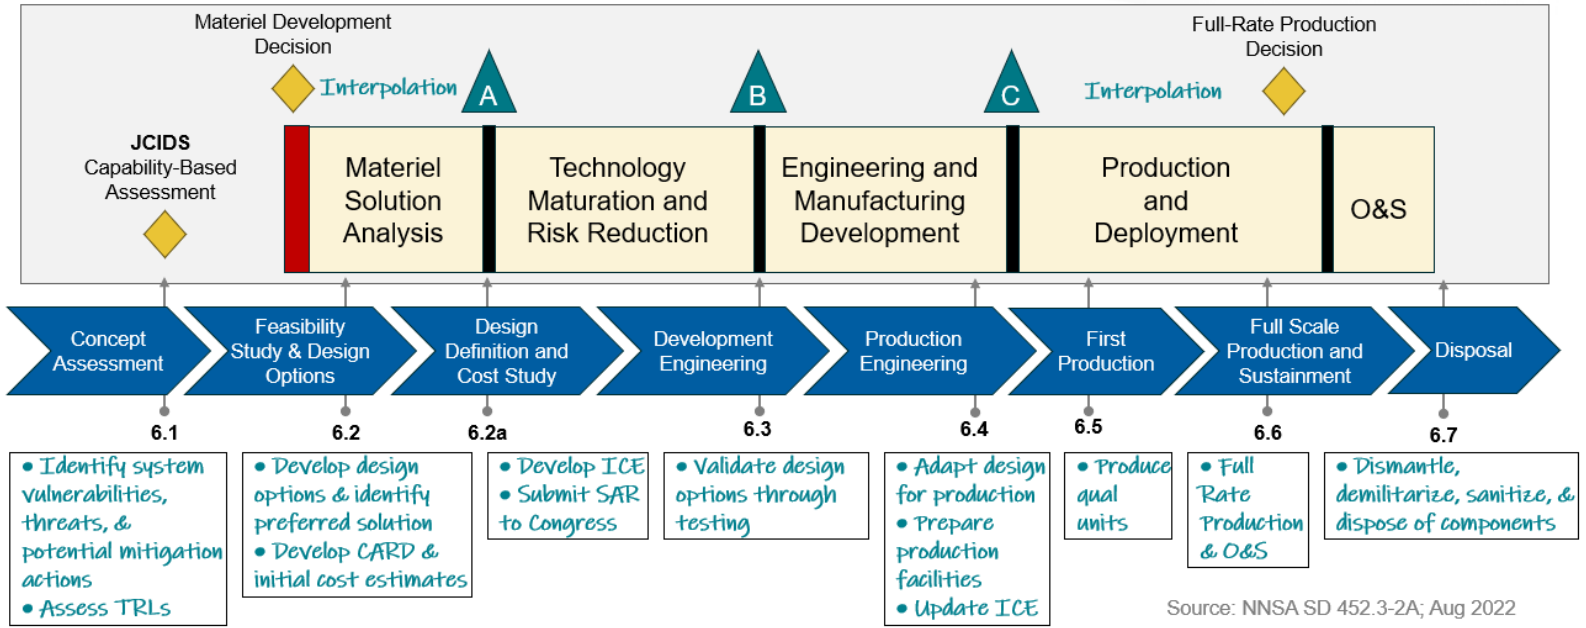 Materiel Development
Decision
Full-Rate Production
Decision
Interpolation
A
B
C
Interpolation
JCIDS
Capability-Based
Assessment
Materiel
Solution
Analysis
Technology
Maturation and
Risk Reduction
Engineering and
Manufacturing
Development
Production
and
Deployment
O&S
Concept
Assessment
Feasibility
Study & Design
Options
Design
Definition and
Cost Study
Development
Engineering
Production
Engineering
First
Production
Full Scale
Production and
Sustainment
Disposal
6.1
6.2
6.2a
6.3
6.4
6.5
6.6
6.7
• Identify system
vulnerabilities,
threats, &
potential mitigation
actions
• Assess TRLs
• Develop design
options & identify
preferred solution
• Develop CARD &
initial cost estimates
• Develop ICE
• Submit SAR
to Congress
• Validate design
options through
testing
• Adapt design
for production
• Prepare
production
facilities
• Update ICE
• Produce
qual
units
• Full
Rate
Production
& O&S
• Dismantle,
demilitarize, sanitize, &
dispose of components
Source: NNSA SD 452.3-2A; Aug 2022